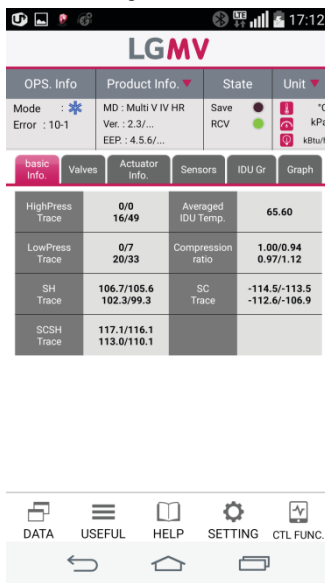 17:12
LGMV
OPS. Info
Product Info.
State
Unit
Mode :
Error : 10-1
MD : Multi V IV HR
Ver. : 2.3/...
EEP. : 4.5.6/...
Save
RCV
°C
kPa
kBtu/h
basic
Info.
Valves
Actuator
Info.
Sensors
IDU Gr
Graph
HighPress
Trace
0/0
16/49
Averaged
IDU Temp.
65.60
LowPress
Trace
0/7
20/33
Compression
ratio
1.00/0.94
0.97/1.12
SH
Trace
106.7/105.6
102.3/99.3
SC
Trace
-114.5/-113.5
-112.6/-106.9
SCSH
Trace
117.1/116.1
113.0/110.1
DATA
USEFUL
HELP
SETTING
CTL FUNC.